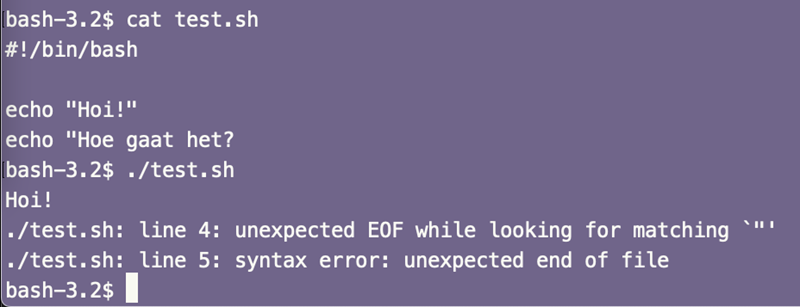 bash-3.2$ cat test.sh
#!/bin/bash

echo "Hoi!"
echo "Hoe gaat het?
bash-3.2$ ./test.sh
Hoi!
./test.sh: line 4: unexpected EOF while looking for matching `"'
./test.sh: line 5: syntax error: unexpected end of file
bash-3.2$